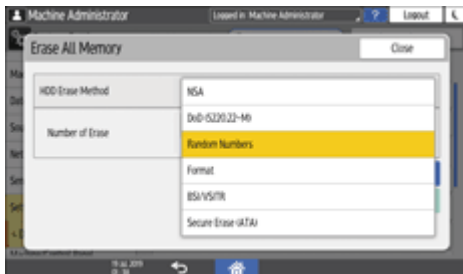 Machine Administrator
Logged in: Machine Administrator
?
Logout
Erase All Memory
Close
HDD Erase Method
NSA
DoD (5220.22-M)
Number of Erase
Random Numbers
Format
BSI/VSITR
Secure Erase (ATA)